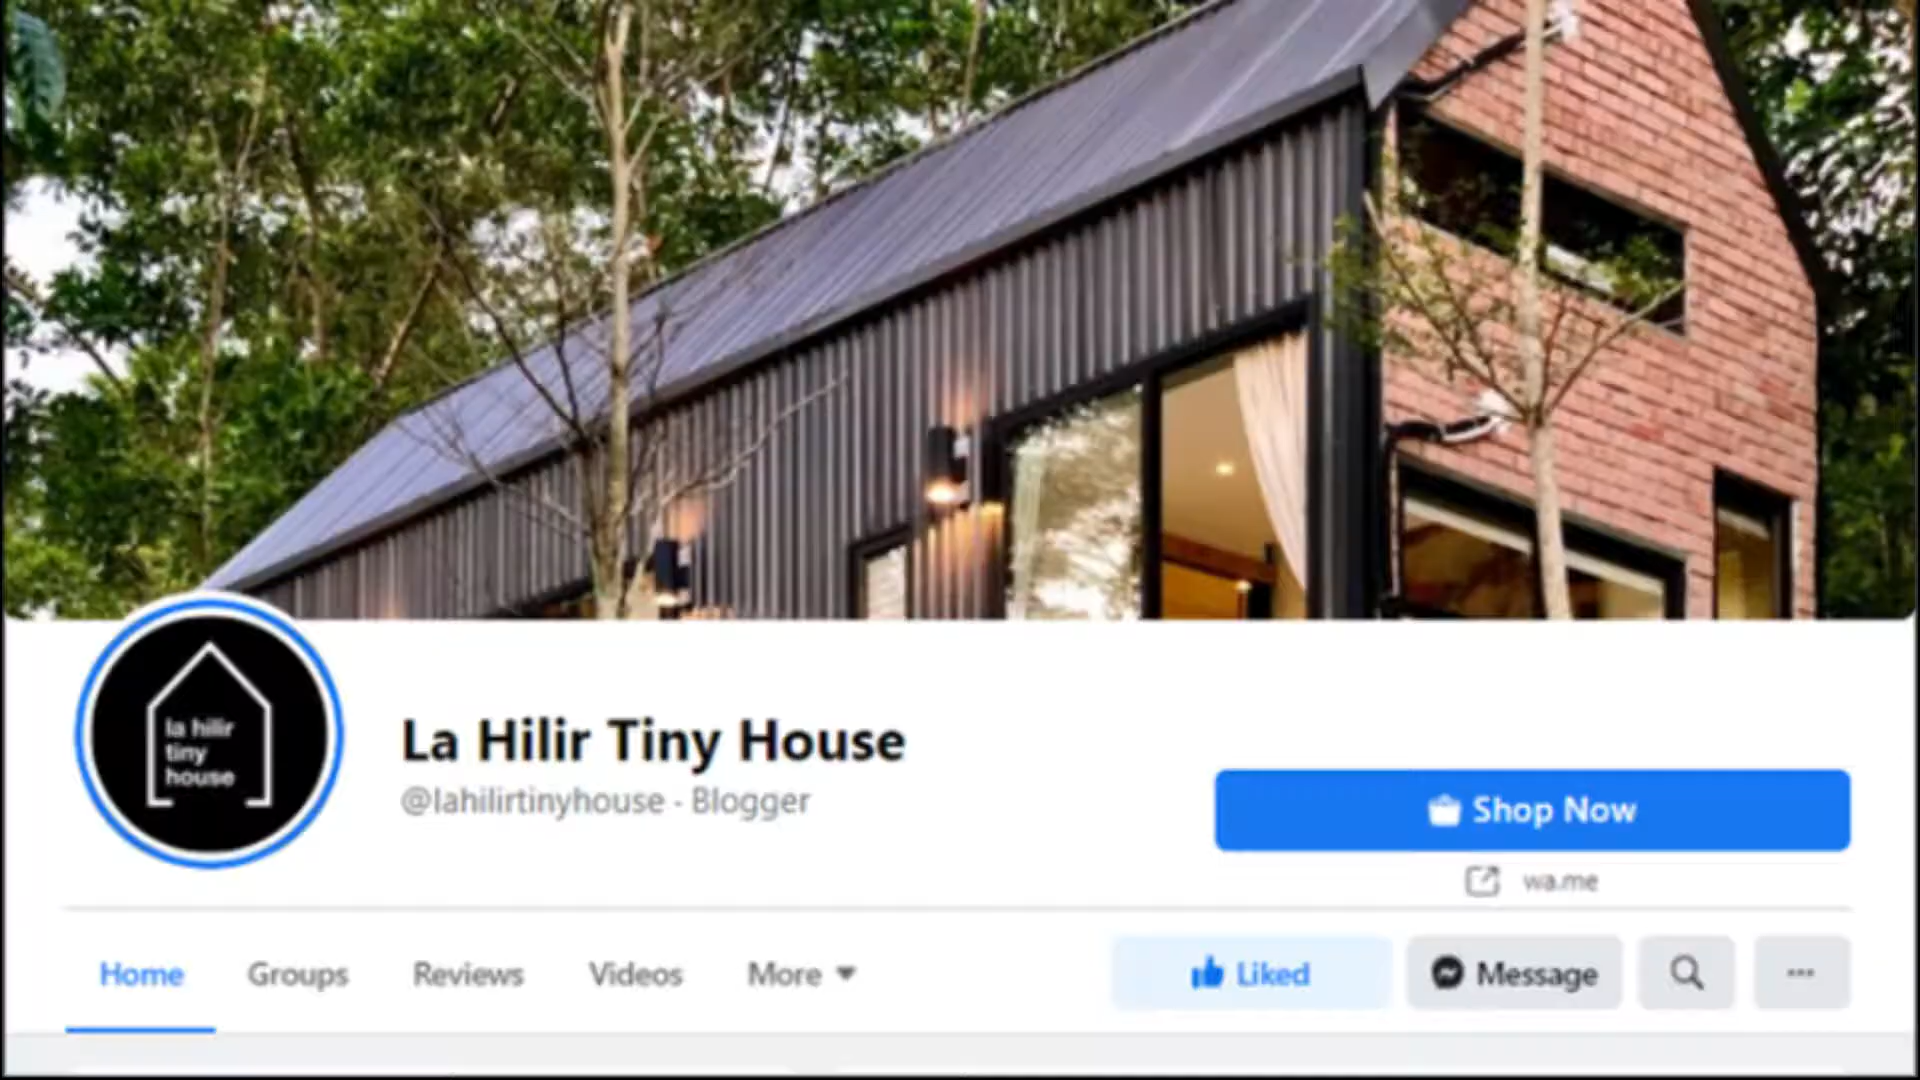 la hilir
tiny
house
La Hilir Tiny House
@lahilirtinyhouse · Blogger
Shop Now
wa.me
Home Groups Reviews Videos More Liked Message